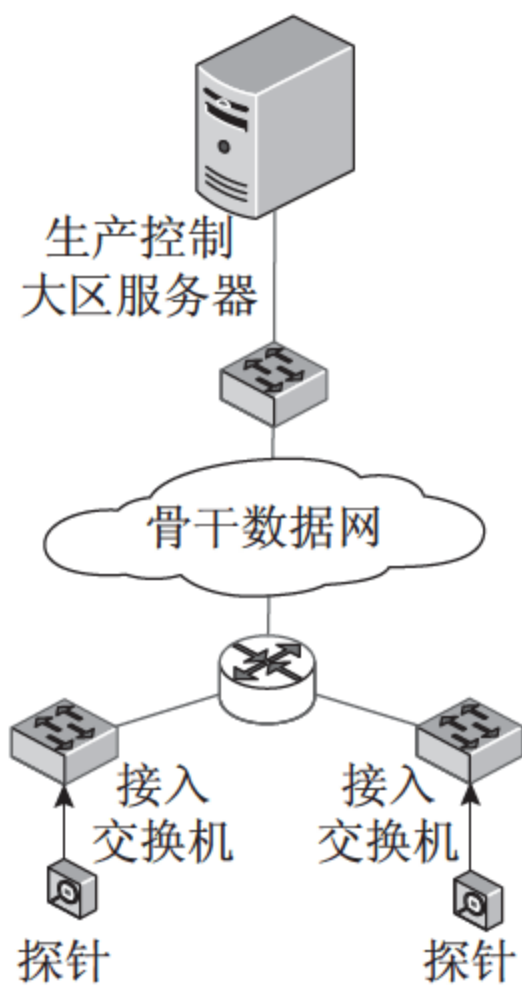 生产控制
大区服务器
骨干数据网
接入
交换机
接入
交换机
探针
探针